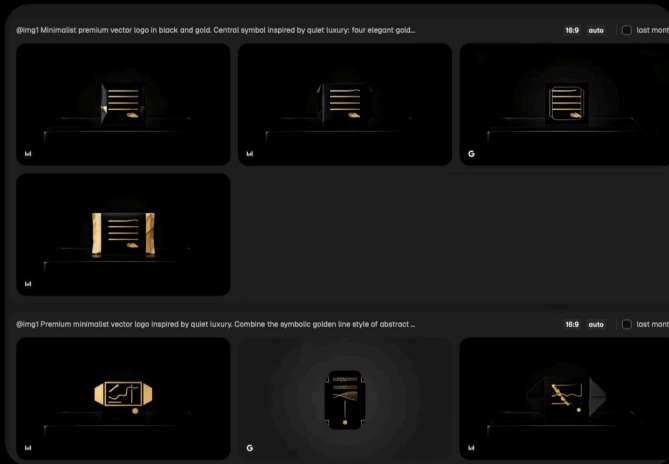 @img1 Minimalist premium vector logo in black and gold. Central symbol inspired by quiet luxury: four elegant gold...
16:9 auto last mont
G
@img1 Premium minimalist vector logo inspired by quiet luxury. Combine the symbolic golden line style of abstract ...
16:9 auto last mont
G